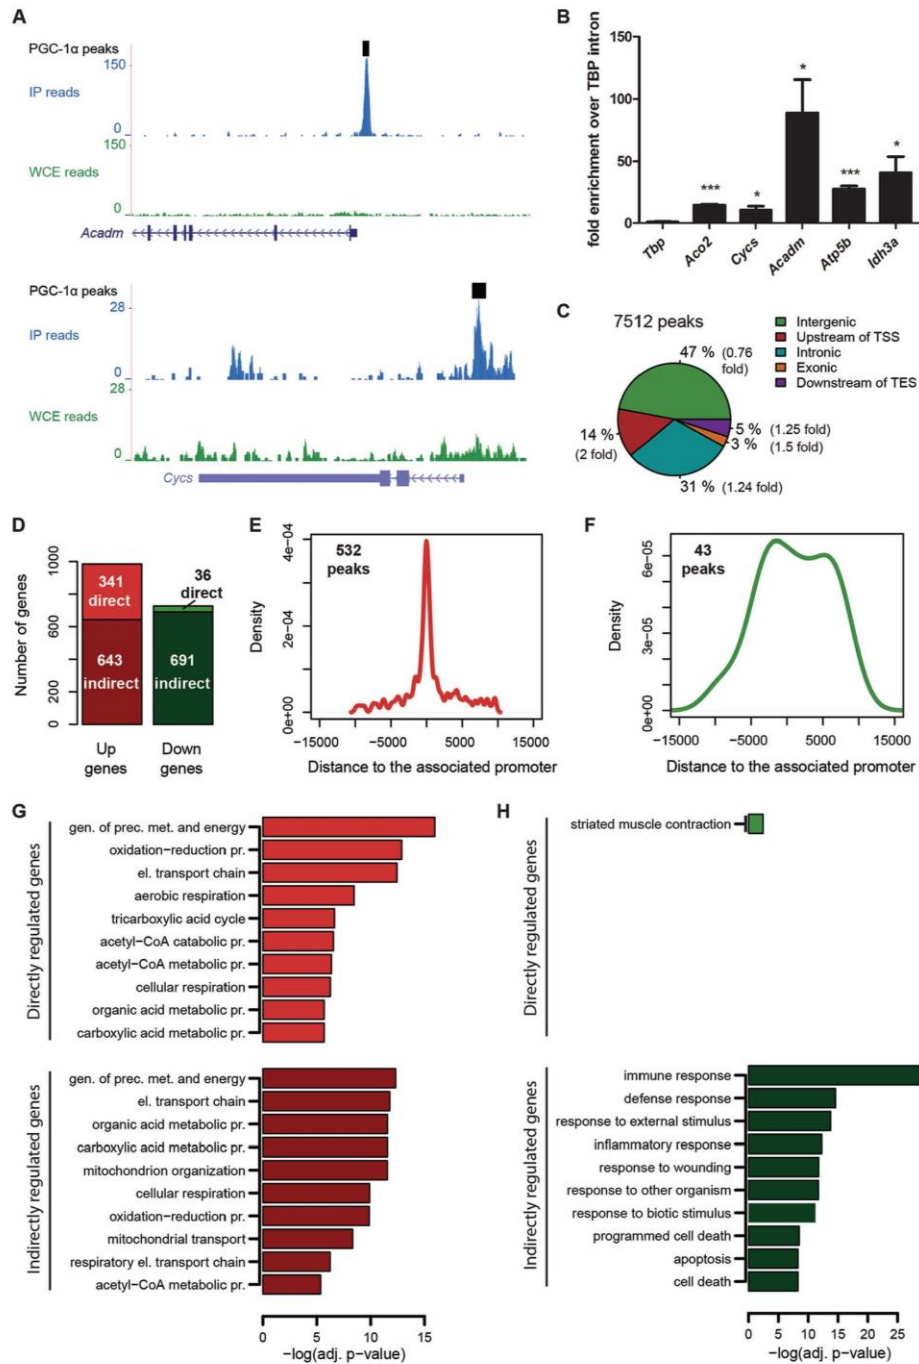 A
PGC-1α peaks
150
IP reads
0
150
WCE reads
0
Acadm
PGC-1α peaks
28
IP reads
0
28
WCE reads
0
Cycs
B
fold enrichment over TBP intron
150
100
50
0
*
***
*
***
*
Tbp
Aco2
Cycs
Acadm
Atp5b
Idh3a
C
7512 peaks
Intergenic
Upstream of TSS
Intronic
Exonic
Downstream of TES
47 % (0.76
fold)
14 %
(2 fold)
5 % (1.25 fold)
3 % (1.5 fold)
31 % (1.24 fold)
D
Number of genes
1000
600
200
0
341
direct
643
indirect
36
direct
691
indirect
Up
genes
Down
genes
E
532
peaks
Density
4e−04
2e−04
0e+00
−15000
−5000
5000
15000
Distance to the associated promoter
F
43
peaks
Density
6e−05
3e−05
0e+00
−15000
−5000
5000
15000
Distance to the associated promoter
G
Directly regulated genes
gen. of prec. met. and energy
oxidation−reduction pr.
el. transport chain
aerobic respiration
tricarboxylic acid cycle
acetyl−CoA catabolic pr.
acetyl−CoA metabolic pr.
cellular respiration
organic acid metabolic pr.
carboxylic acid metabolic pr.
Indirectly regulated genes
gen. of prec. met. and energy
el. transport chain
organic acid metabolic pr.
carboxylic acid metabolic pr.
mitochondrion organization
cellular respiration
oxidation−reduction pr.
mitochondrial transport
respiratory el. transport chain
acetyl−CoA metabolic pr.
0 5 10 15
−log(adj. p−value)
H
Directly regulated genes
striated muscle contraction
Indirectly regulated genes
immune response
defense response
response to external stimulus
inflammatory response
response to wounding
response to other organism
response to biotic stimulus
programmed cell death
apoptosis
cell death
0 5 10 15 20 25
−log(adj. p−value)